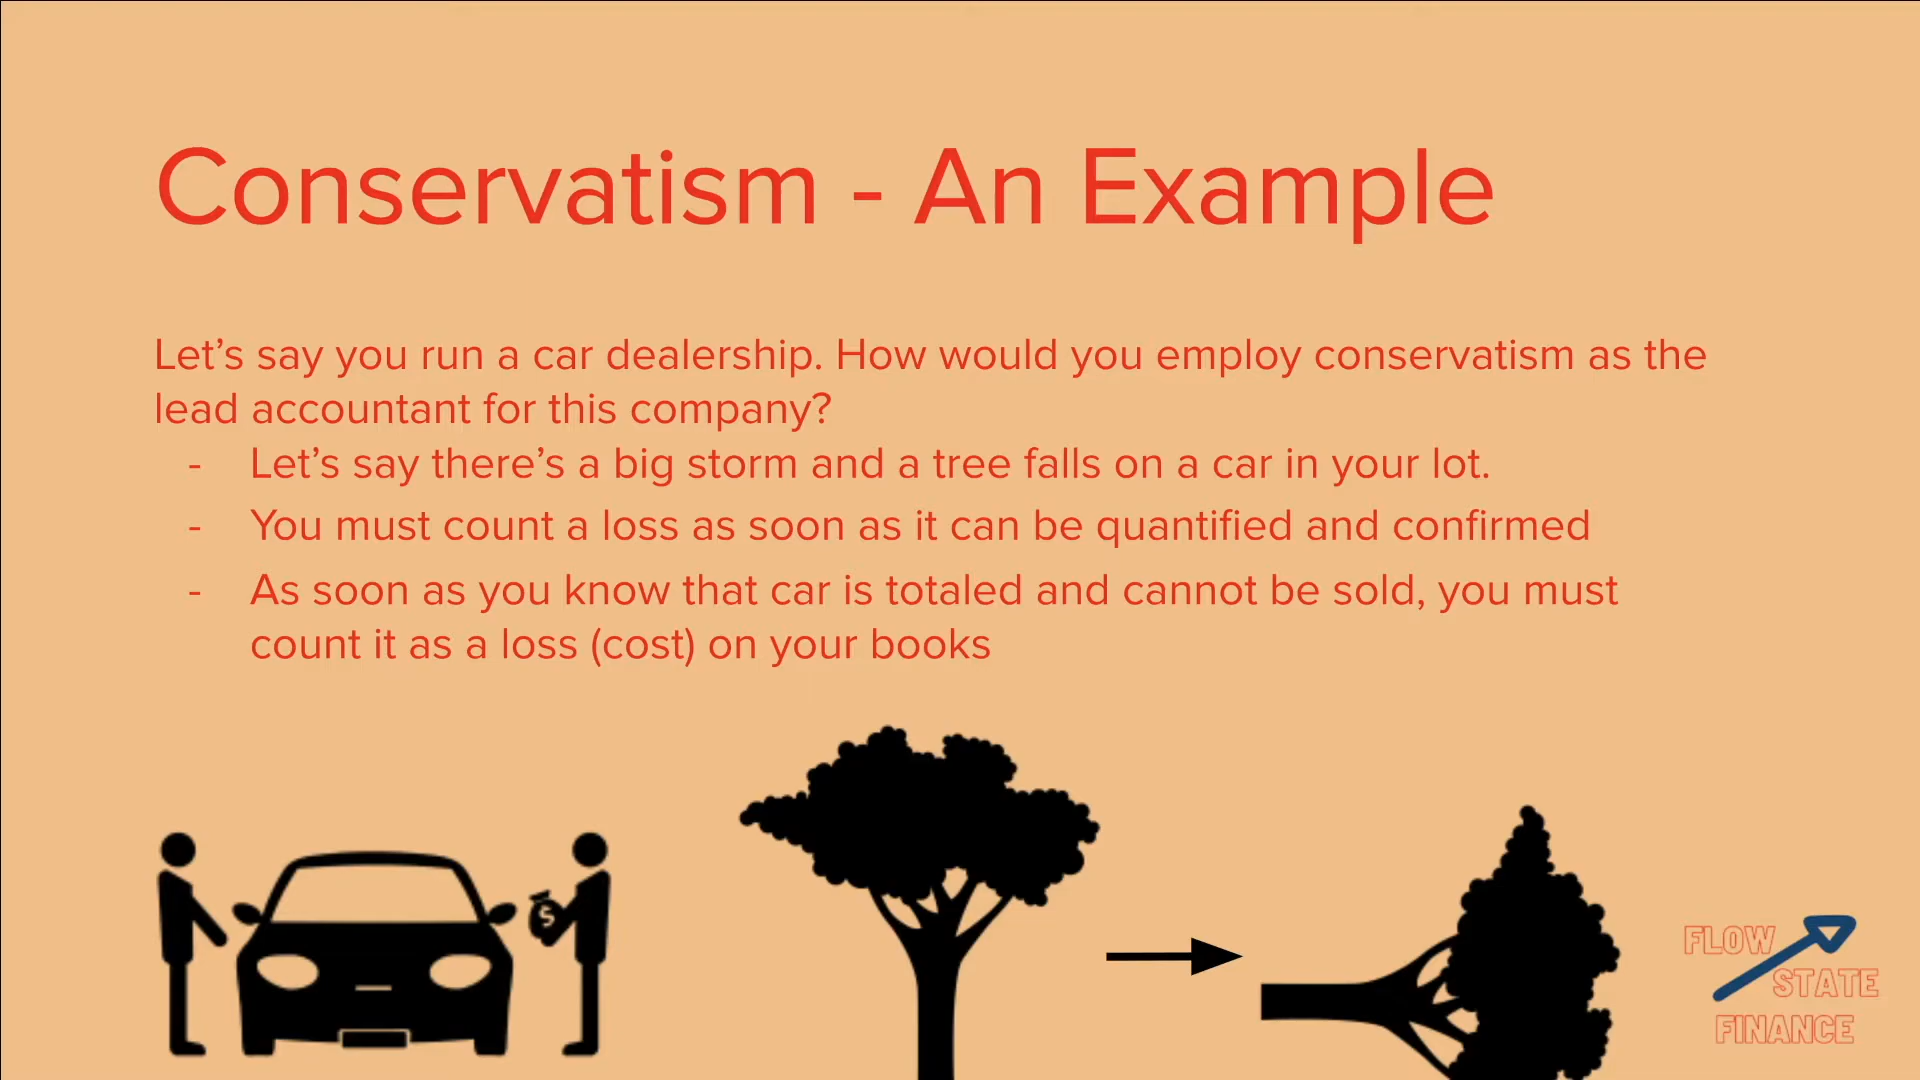 Conservatism - An Example
Let’s say you run a car dealership. How would you employ conservatism as the
lead accountant for this company?
- Let’s say there’s a big storm and a tree falls on a car in your lot.
- You must count a loss as soon as it can be quantified and confirmed
- As soon as you know that car is totaled and cannot be sold, you must
count it as a loss (cost) on your books
$
FLOW
STATE
FINANCE